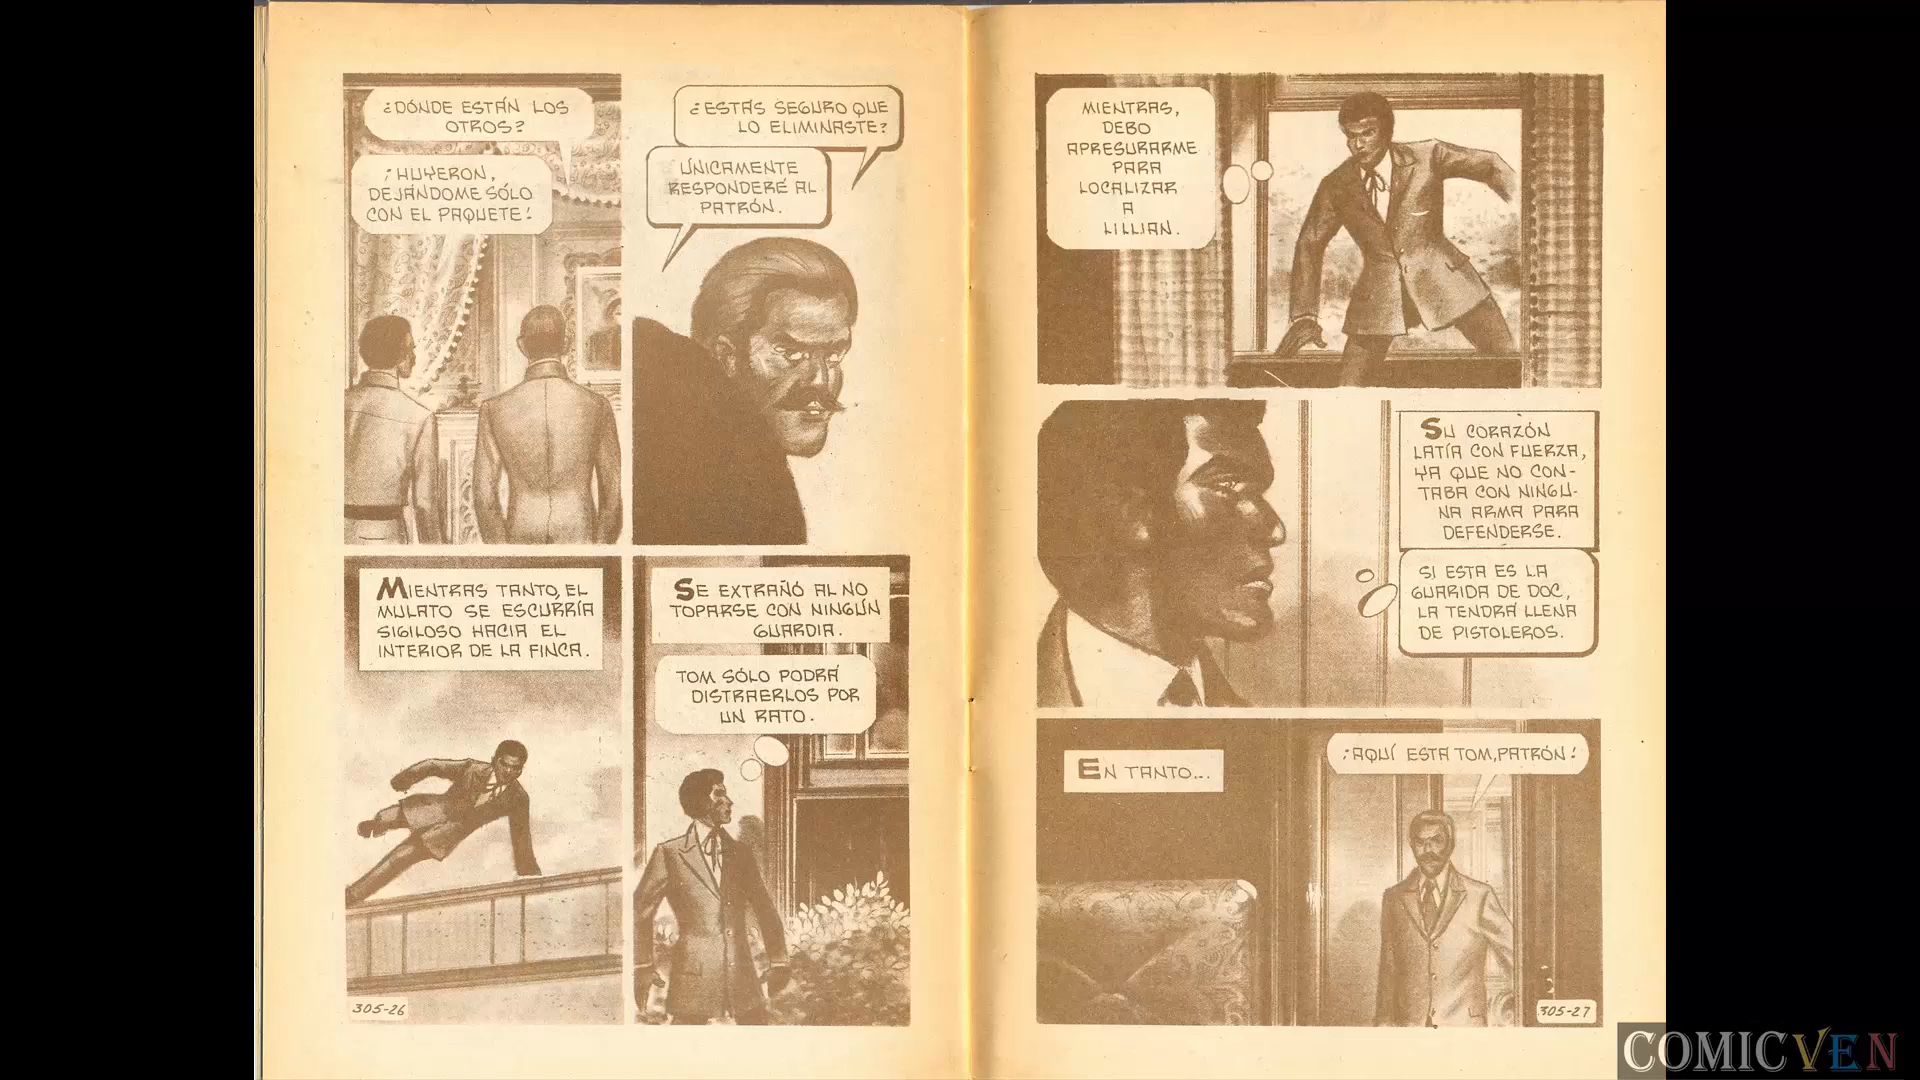 ¿DÓNDE ESTÁN LOS
OTROS?
¡HUYERON,
DEJÁNDOME SÓLO
CON EL PAQUETE!
¿ESTÁS SEGURO QUE
LO ELIMINASTE?
ÚNICAMENTE
RESPONDERÉ AL
PATRÓN.
MIENTRAS TANTO, EL
MULATO SE ESCURRÍA
SIGILOSO HACIA EL
INTERIOR DE LA FINCA.
305-26
SE EXTRAÑÓ AL NO
TOPARSE CON NINGÚN
GUARDIA.
TOM SÓLO PODRÁ
DISTRAERLOS POR
UN RATO.
MIENTRAS,
DEBO
APRESURARME
PARA
LOCALIZAR
A
LILLIAN.
SU CORAZÓN
LATÍA CON FUERZA,
YA QUE NO CON-
TABA CON NINGU-
NA ARMA PARA
DEFENDERSE.
SI ESTA ES LA
GUARIDA DE DOC,
LA TENDRÁ LLENA
DE PISTOLEROS.
EN TANTO...
¡AQUÍ ESTA TOM, PATRÓN!
305-27
COMICVEN